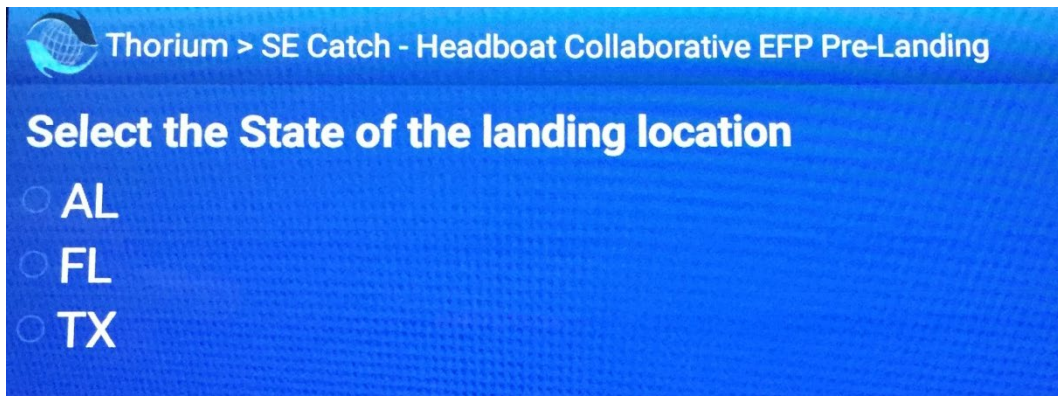 Thorium > SE Catch - Headboat Collaborative EFP Pre-Landing
Select the State of the landing location
AL
FL
TX